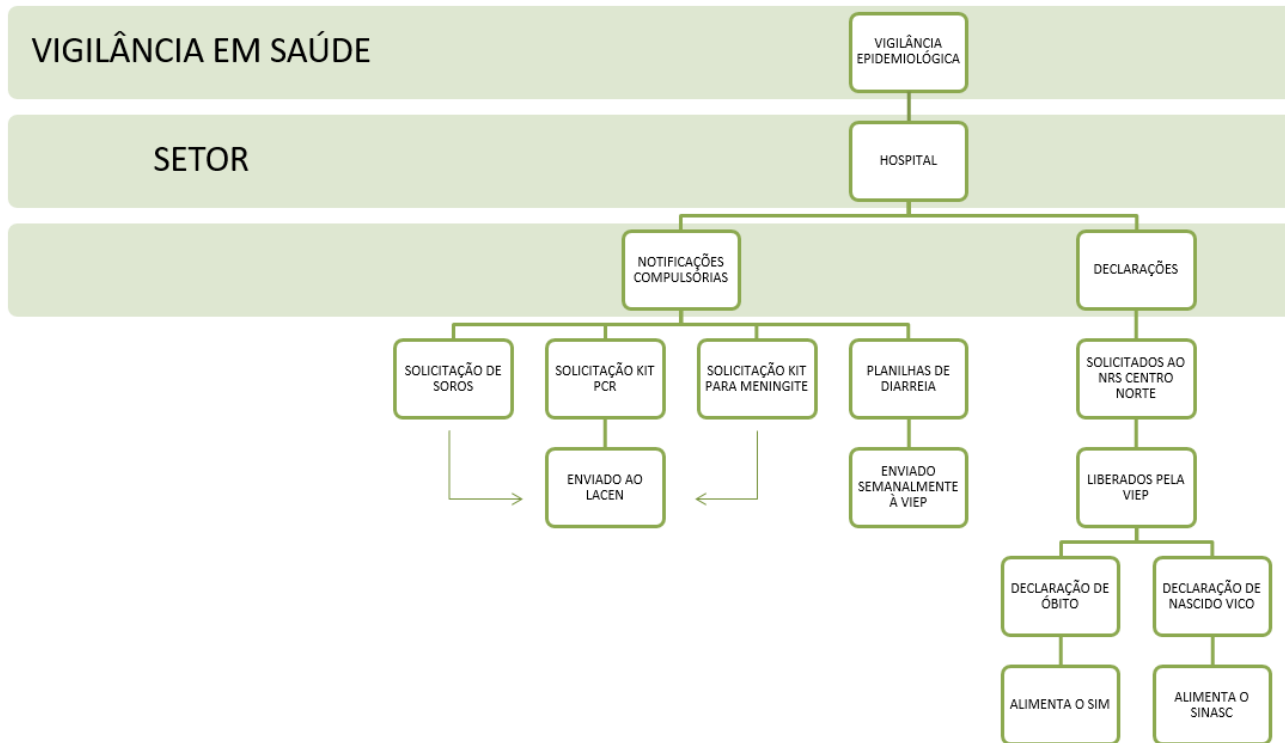 VIGILÂNCIA EM SAÚDE
VIGILÂNCIA
EPIDEMIOLÓGICA
SETOR
HOSPITAL
NOTIFICAÇÕES
COMPULSÓRIAS
DECLARAÇÕES
SOLICITAÇÃO DE
SOROS
SOLICITAÇÃO KIT
PCR
SOLICITAÇÃO KIT
PARA MENINGITE
PLANILHAS DE
DIARREIA
SOLICITADOS AO
NRS CENTRO
NORTE
ENVIADO AO
LACEN
ENVIADO
SEMANALMENTE
À VIEP
LIBERADOS PELA
VIEP
DECLARAÇÃO DE
ÓBITO
DECLARAÇÃO DE
NASCIDO VICO
ALIMENTA O SIM
ALIMENTA O
SINASC